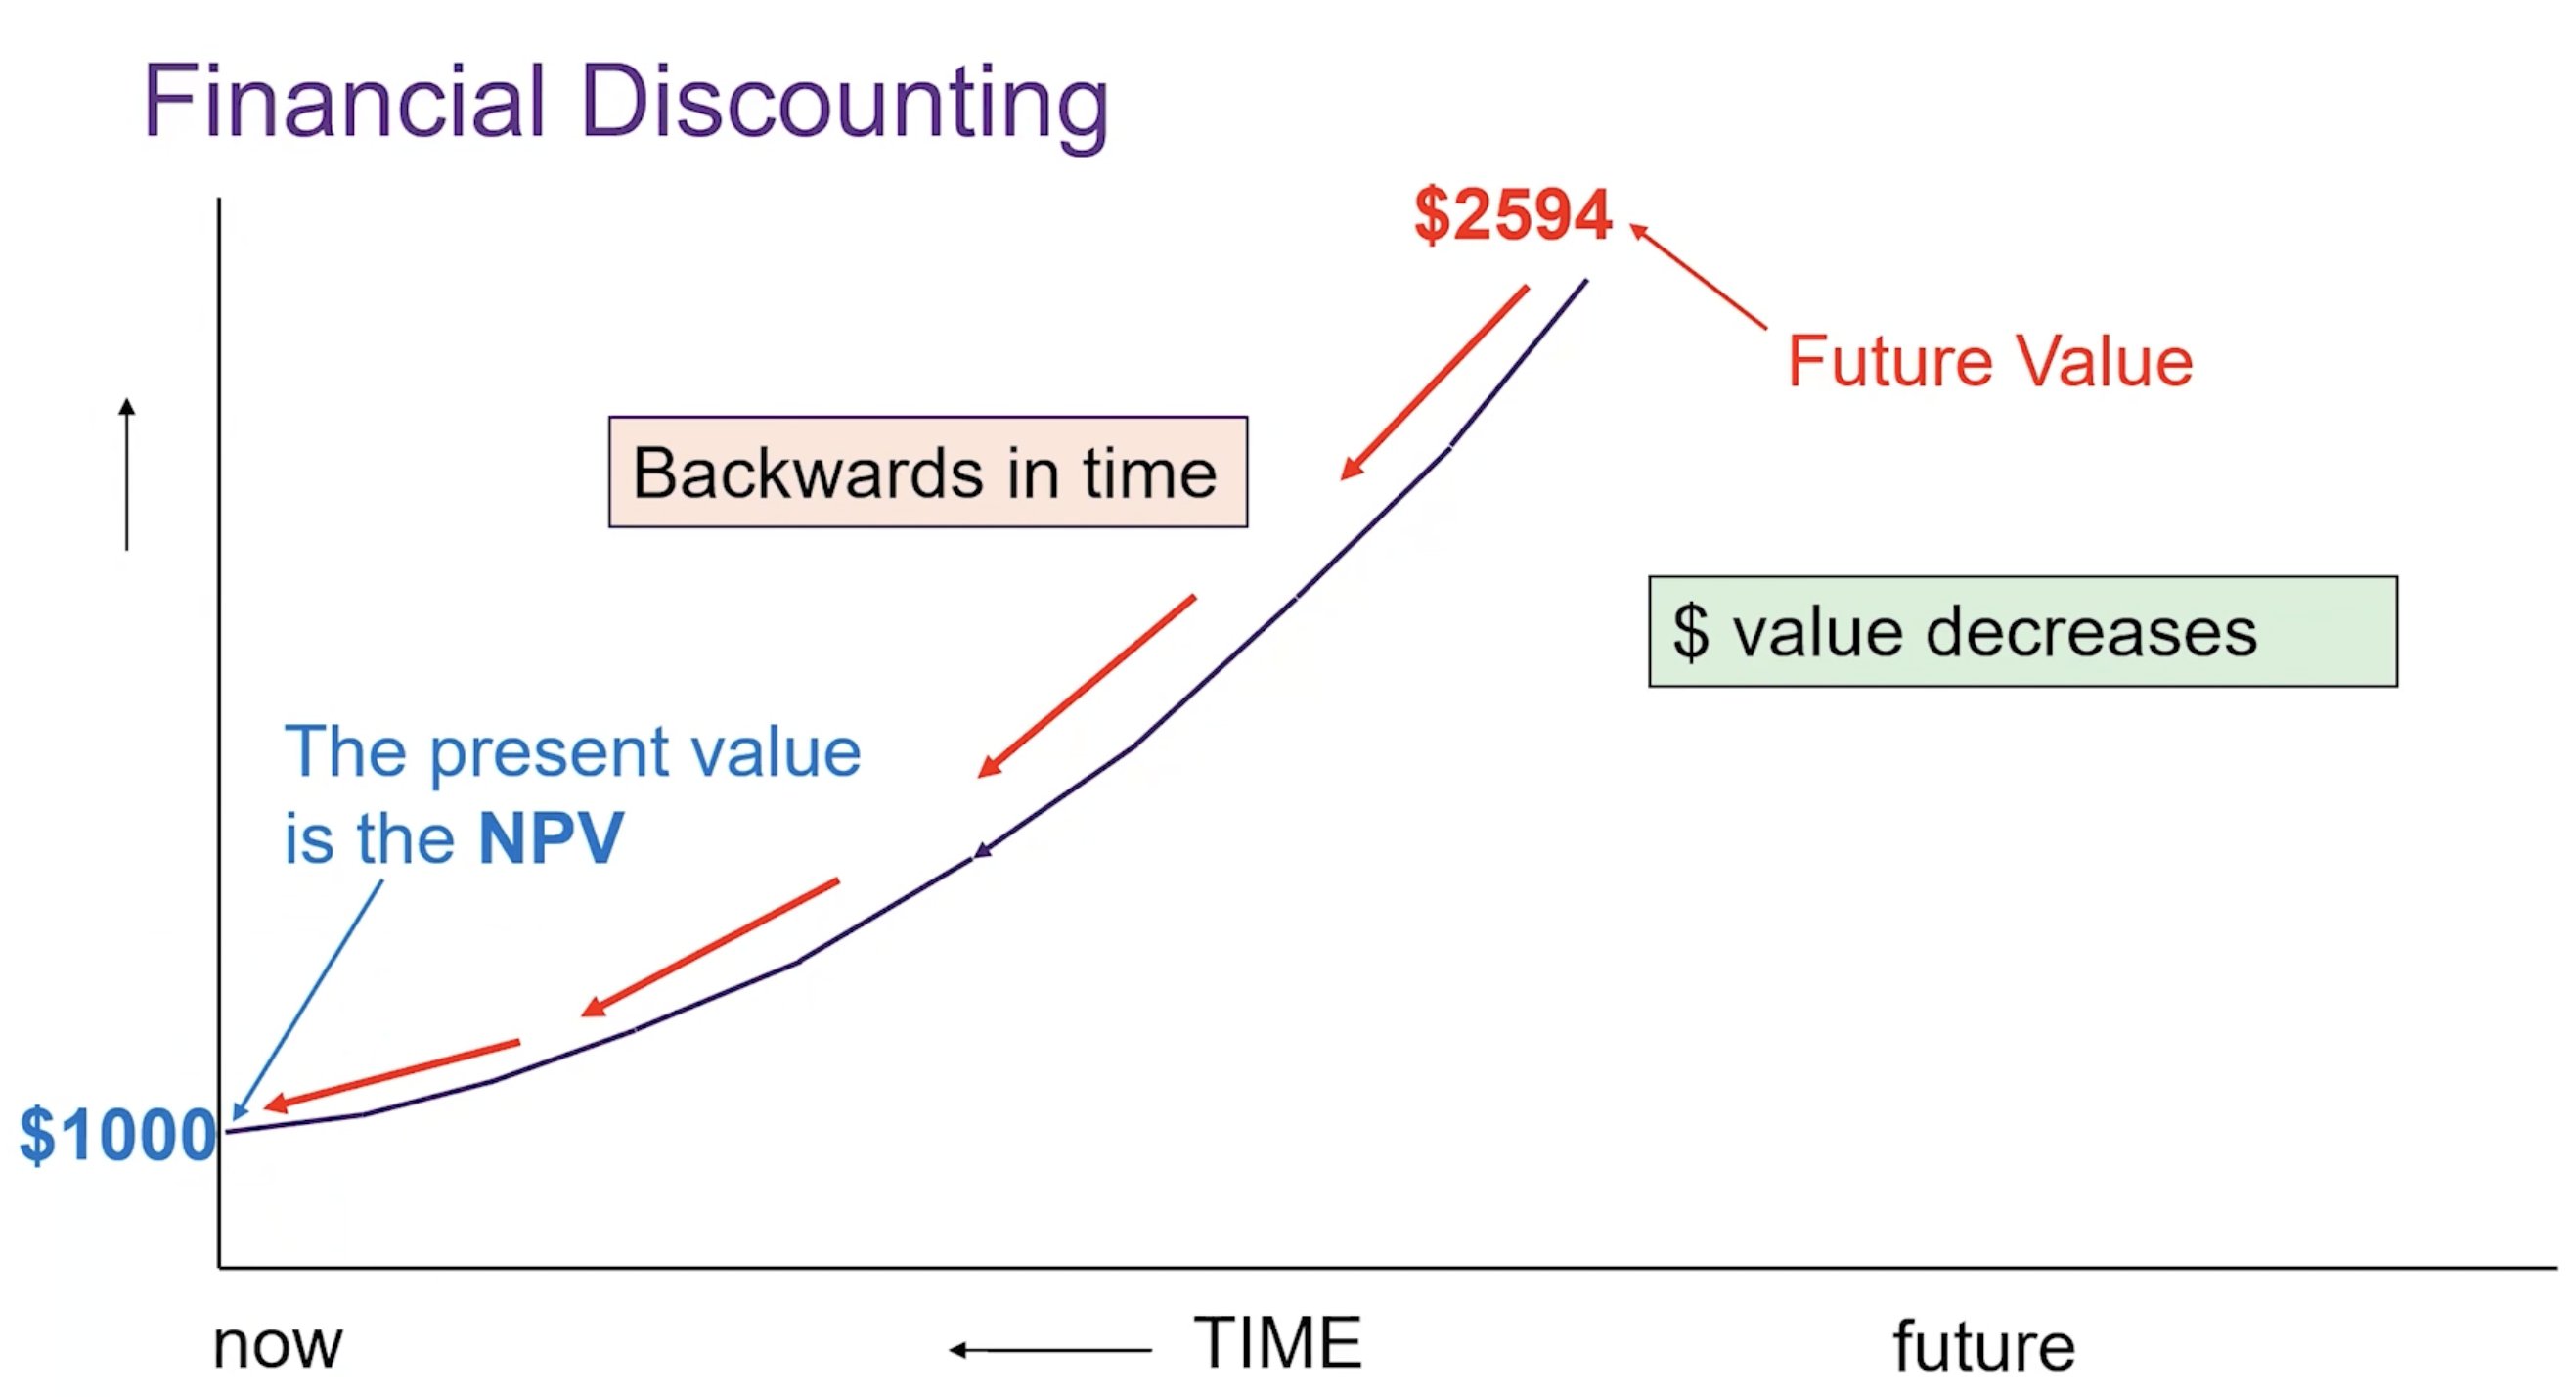 Financial Discounting
$2594
Future Value
Backwards in time
$ value decreases
The present value
is the NPV
$1000
now
TIME
future